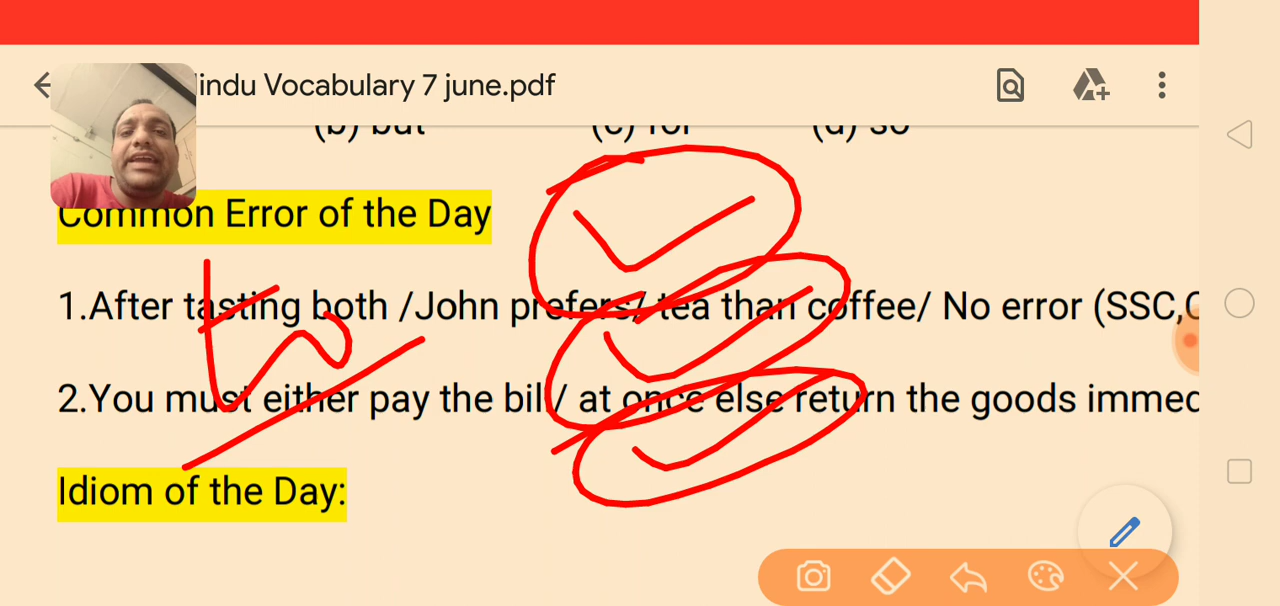 Hindu Vocabulary 7 june.pdf
(b) but (c) for (d) so
Common Error of the Day
1.After tasting both /John prefers/ tea than coffee/ No error (SSC,C
2.You must either pay the bill/ at once else return the goods immed
to
Idiom of the Day: